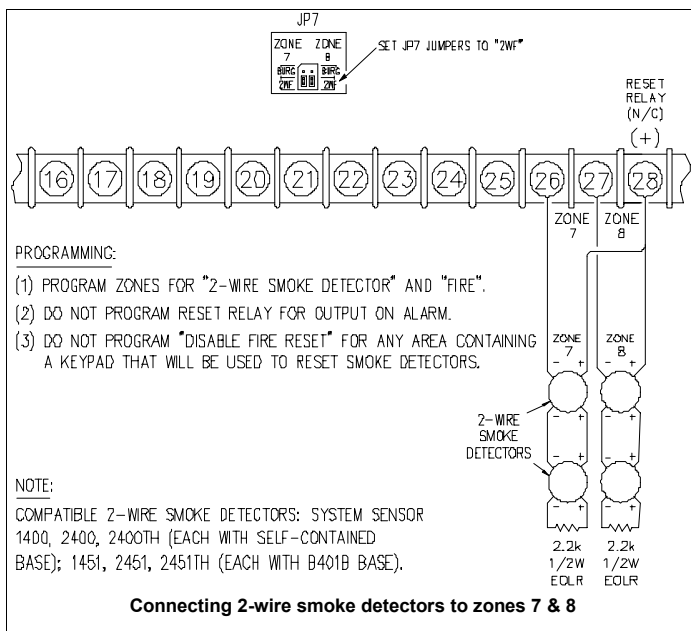 JP7
ZONE 7 ZONE 8
BURG BURG
2WF 2WF
SET JP7 JUMPERS TO "2WF"
RESET
RELAY
(N/C)
(+)
16 17 18 19 20 21 22 23 24 25 26 27 28
ZONE 7 ZONE 8
PROGRAMMING:
(1) PROGRAM ZONES FOR "2-WIRE SMOKE DETECTOR" AND "FIRE".
(2) DO NOT PROGRAM RESET RELAY FOR OUTPUT ON ALARM.
(3) DO NOT PROGRAM "DISABLE FIRE RESET" FOR ANY AREA CONTAINING
A KEYPAD THAT WILL BE USED TO RESET SMOKE DETECTORS.
ZONE 7 ZONE 8
- + - +
2-WIRE
SMOKE
DETECTORS
- + - +
- + - +
- + - +
NOTE:
COMPATIBLE 2-WIRE SMOKE DETECTORS: SYSTEM SENSOR
1400, 2400, 2400TH (EACH WITH SELF-CONTAINED
BASE); 1451, 2451, 2451TH (EACH WITH B401B BASE).
2.2k 2.2k
1/2W 1/2W
EOLR EOLR
Connecting 2-wire smoke detectors to zones 7 & 8